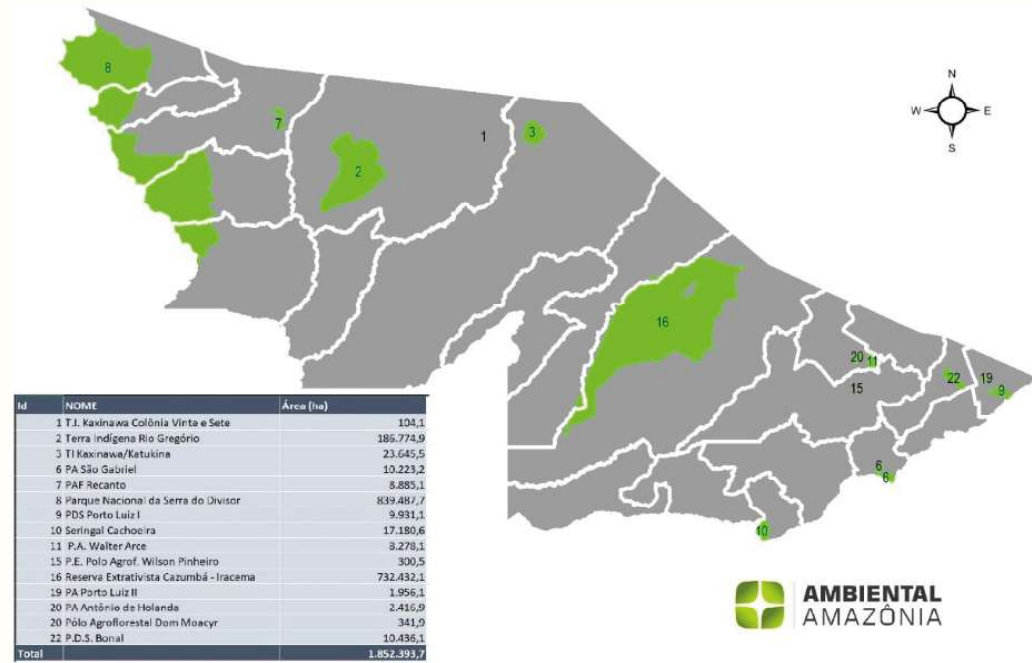 8
7
1
3
2
16
20
11
15
22
19
9
6
6
10
N
W E
S
Id NOME Área (ha)
1 T.I. Kaxinawa Colônia Vinte e Sete 104,1
2 Terra Indígena Rio Gregório 186.774,9
3 TI Kaxinawa/Katukina 23.645,5
6 PA São Gabriel 10.223,2
7 PAF Recanto 8.885,1
8 Parque Nacional da Serra do Divisor 839.487,7
9 PDS Porto Luiz I 9.931,1
10 Seringal Cachoeira 17.180,6
11 P.A. Walter Arce 8.278,1
15 P.E. Polo Agrof. Wilson Pinheiro 300,5
16 Reserva Extrativista Cazumbá - Iracema 732.432,1
19 PA Porto Luiz II 1.956,1
20 PA Antônio de Holanda 2.416,9
20 Pólo Agroflorestal Dom Moacyr 341,9
22 P.D.S. Bonal 10.436,1
Total 1.852.393,7
AMBIENTAL
AMAZÔNIA